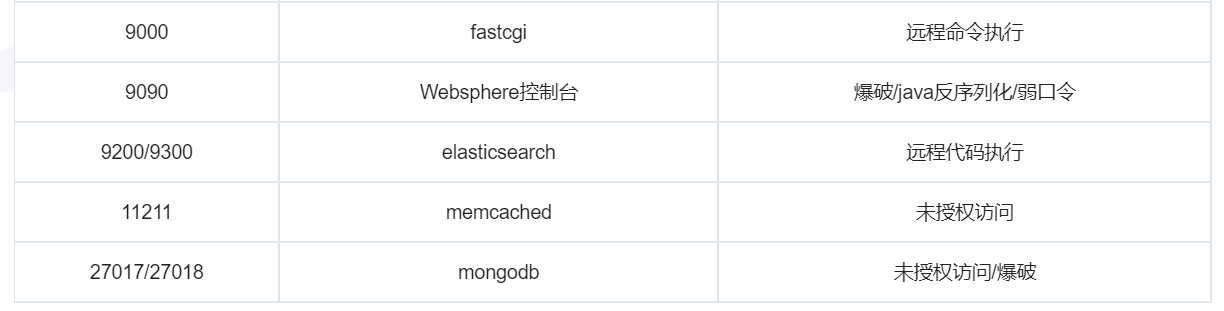 9000 fastcgi 远程命令执行
9090 Websphere控制台 爆破/java反序列化/弱口令
9200/9300 elasticsearch 远程代码执行
11211 memcached 未授权访问
27017/27018 mongodb 未授权访问/爆破